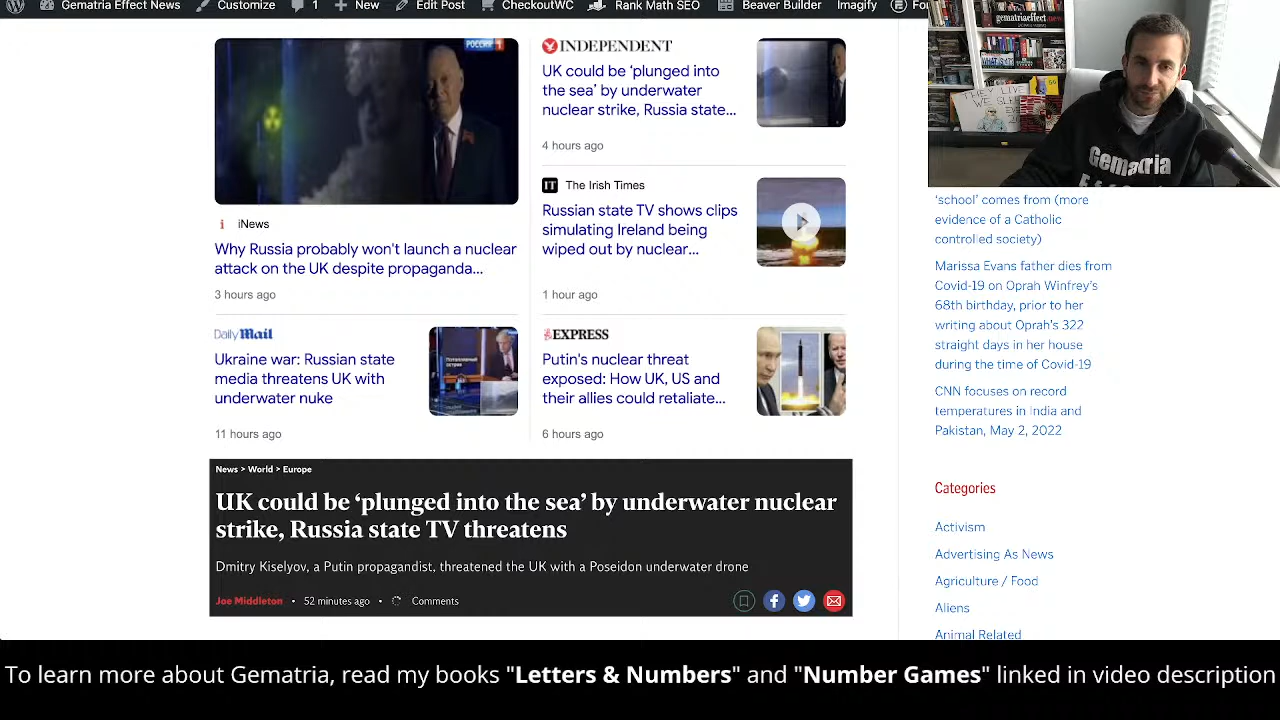 Gematria Effect News
Customize
1
New
Edit Post
CheckoutWC
Rank Math SEO
Beaver Builder
Imagify
РОССИЯ 1
iNews
Why Russia probably won't launch a nuclear
attack on the UK despite propaganda...
3 hours ago
INDEPENDENT
UK could be ‘plunged into
the sea’ by underwater
nuclear strike, Russia state...
4 hours ago
IT The Irish Times
Russian state TV shows clips
simulating Ireland being
wiped out by nuclear...
1 hour ago
Daily Mail
Ukraine war: Russian state
media threatens UK with
underwater nuke
11 hours ago
EXPRESS
Putin's nuclear threat
exposed: How UK, US and
their allies could retaliate...
6 hours ago
News > World > Europe
UK could be ‘plunged into the sea’ by underwater nuclear
strike, Russia state TV threatens
Dmitry Kiselyov, a Putin propagandist, threatened the UK with a Poseidon underwater drone
Joe Middleton • 52 minutes ago • Comments
gematriaeffect.news
Gematria
‘school’ comes from (more
evidence of a Catholic
controlled society)
Marissa Evans father dies from
Covid-19 on Oprah Winfrey's
68th birthday, prior to her
writing about Oprah's 322
straight days in her house
during the time of Covid-19
CNN focuses on record
temperatures in India and
Pakistan, May 2, 2022
Categories
Activism
Advertising As News
Agriculture / Food
Aliens
Animal Related
To learn more about Gematria, read my books "Letters & Numbers" and "Number Games" linked in video description